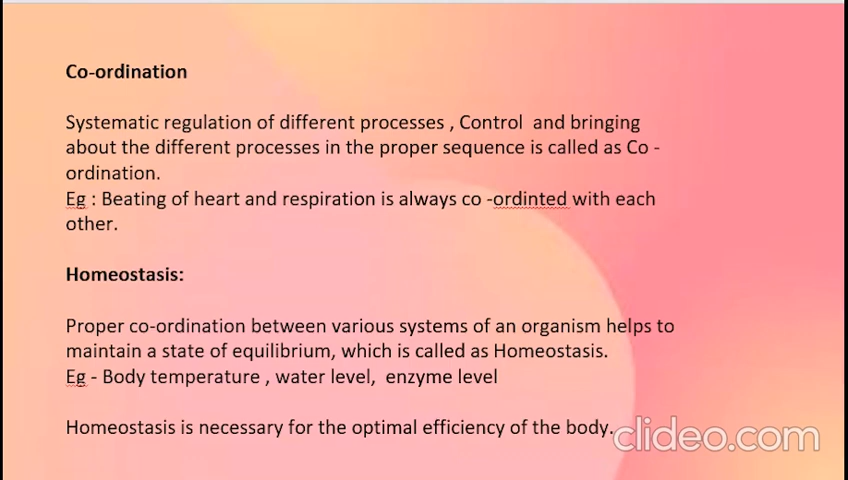 Co-ordination
Systematic regulation of different processes , Control  and bringing
about the different processes in the proper sequence is called as Co -
ordination.
Eg : Beating of heart and respiration is always co -ordinted with each
other.
Homeostasis:
Proper co-ordination between various systems of an organism helps to
maintain a state of equilibrium, which is called as Homeostasis.
Eg - Body temperature , water level,  enzyme level
Homeostasis is necessary for the optimal efficiency of the body.
clideo.com